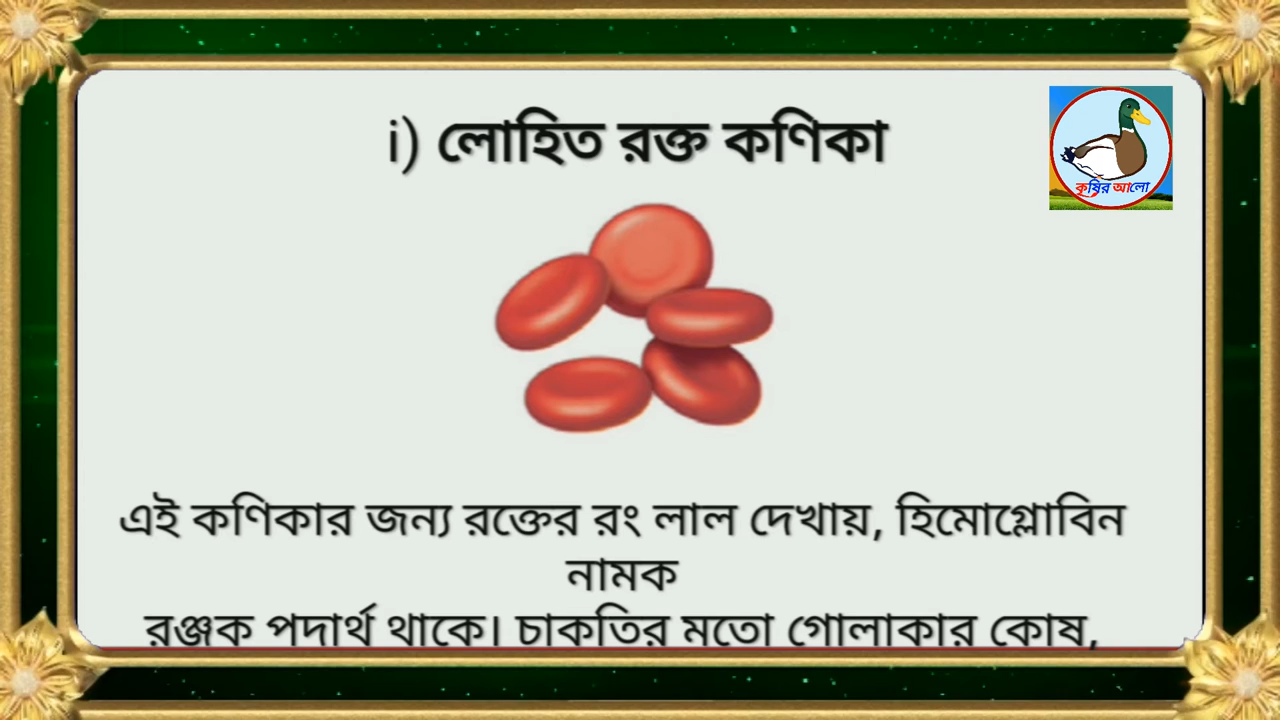 i) লোহিত রক্ত কণিকা
কৃষির আলো
এই কণিকার জন্য রক্তের রং লাল দেখায়, হিমোগ্লোবিন
নামক
রঞ্জক পদার্থ থাকে। চাকতির মতো গোলাকার কোষ,